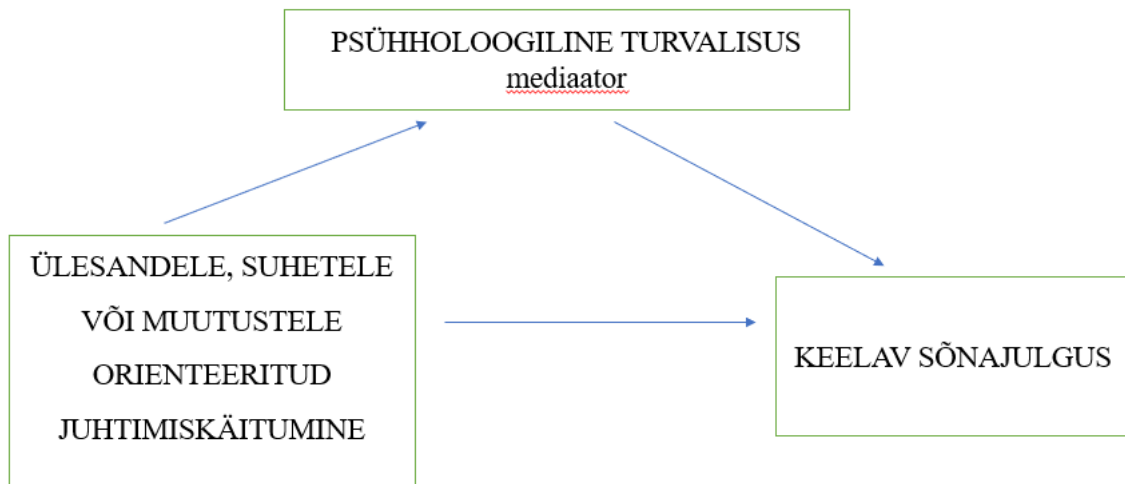 PSÜHHOLOOGILINE TURVALISUS
mediaator
ÜLESANDELE, SUHETELE
VÕI MUUTUSTELE
ORIENTEERITUD
JUHTIMISKÄITUMINE
KEELAV SÕNAJULGUS